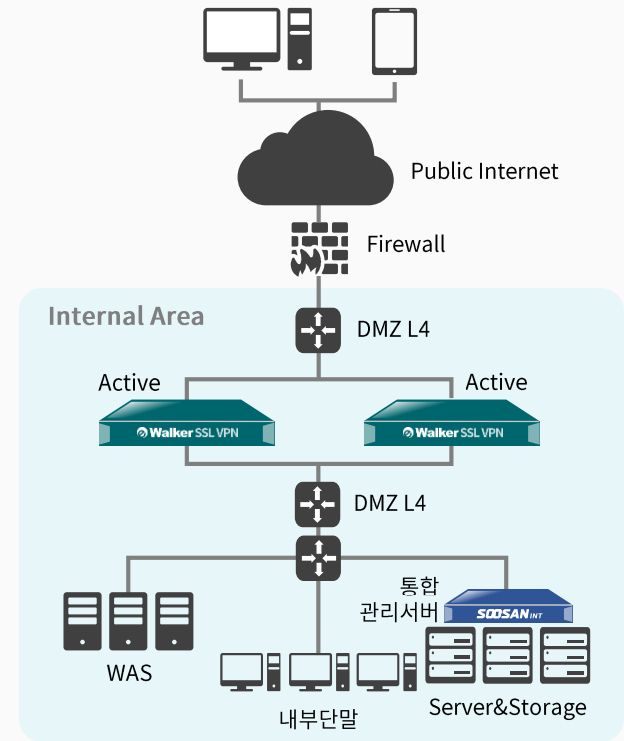 Public Internet
Firewall
Internal Area
DMZ L4
Active
Active
Walker SSL VPN
Walker SSL VPN
DMZ L4
통합
관리서버
SOOSAN INT
WAS
내부단말
Server&Storage